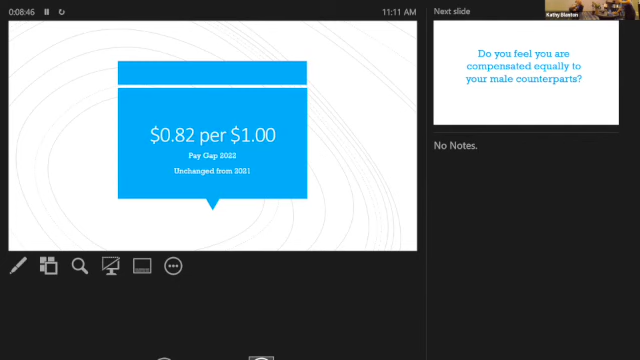 0:08:46
11:11 AM
Next slide
Kathy Blanton
$0.82 per $1.00
Pay Gap 2022
Unchanged from 2021
Do you feel you are
compensated equally to
your male counterparts?
No Notes.